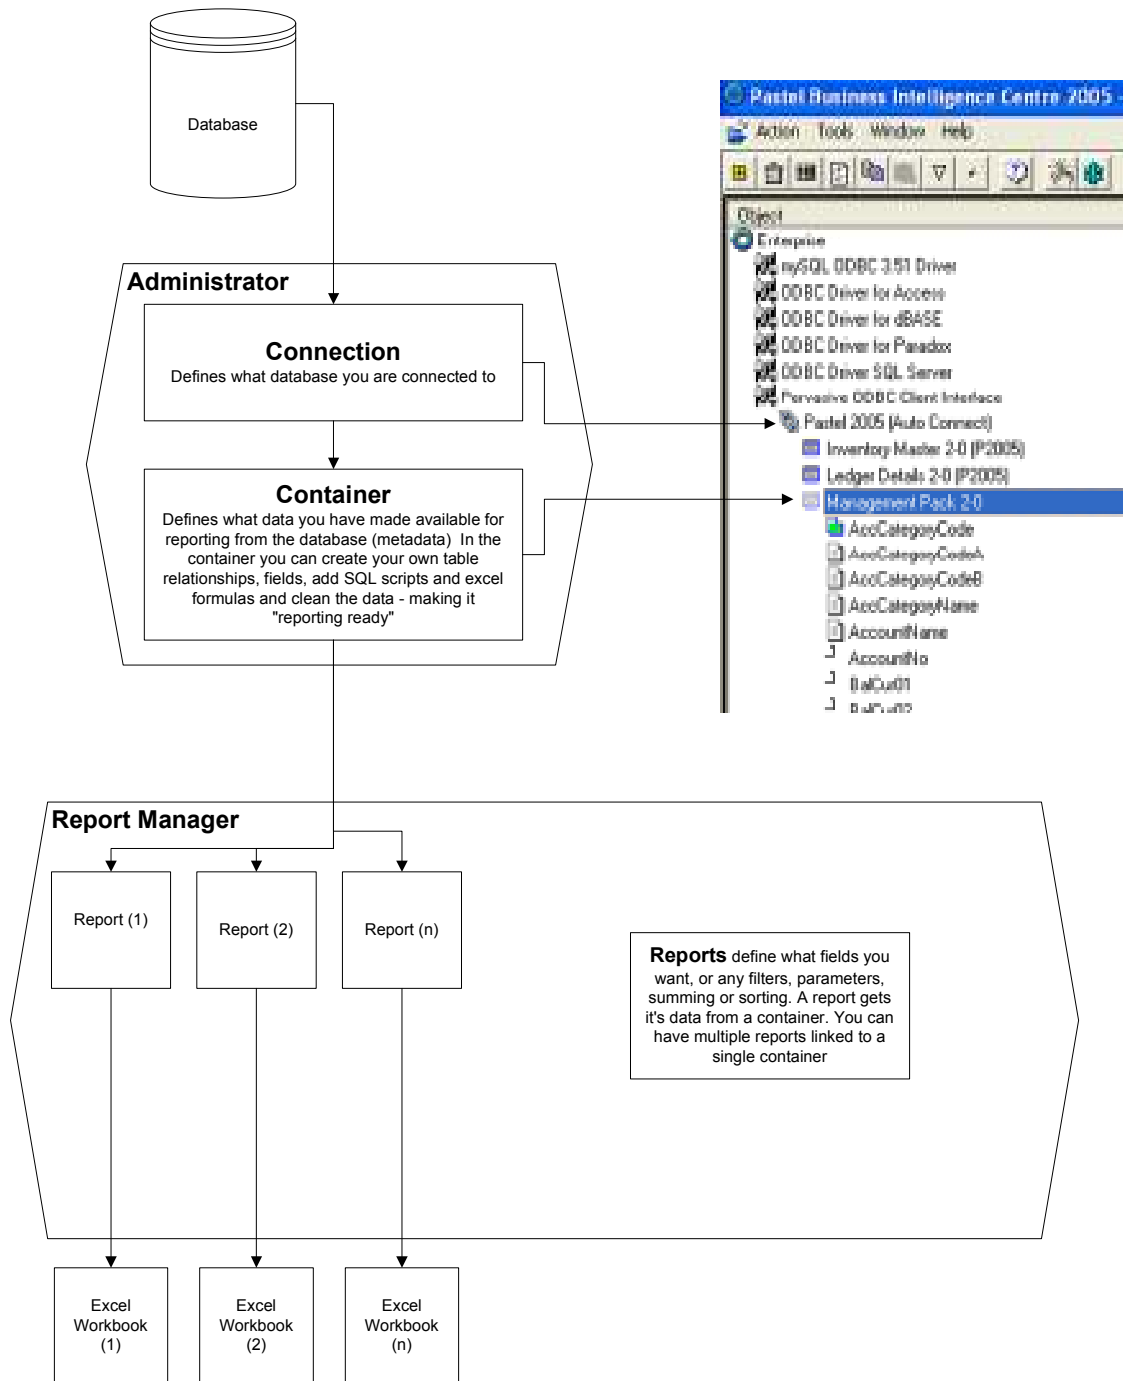 Database
Pastel Business Intelligence Centre 2005 -
Action Tools Window Help
Object
Enterprise
mySQL ODBC 3.51 Driver
ODBC Driver for Access
ODBC Driver for dBASE
ODBC Driver for Paradox
ODBC Driver SQL Server
Pervasive ODBC Client Interface
Pastel 2005 (Auto Connect)
Inventory Master 2-0 (P2005)
Ledger Details 2-0 (P2005)
Management Pack 2-0
AccCategoryCode
AccCategoryCodeA
AccCategoryCodeB
AccCategoryName
AccountName
AccountNo
BalCur01
BalCur02
Administrator
Connection
Defines what database you are connected to
Container
Defines what data you have made available for
reporting from the database (metadata) In the
container you can create your own table
relationships, fields, add SQL scripts and excel
formulas and clean the data - making it
"reporting ready"
Report Manager
Report (1)
Report (2)
Report (n)
Reports define what fields you
want, or any filters, parameters,
summing or sorting. A report gets
it's data from a container. You can
have multiple reports linked to a
single container
Excel
Workbook
(1)
Excel
Workbook
(2)
Excel
Workbook
(n)